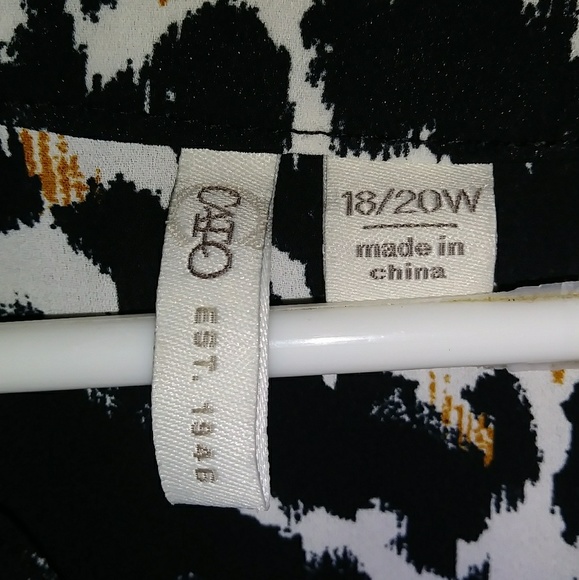 CATO
EST. 1946
18/20W
made in
china